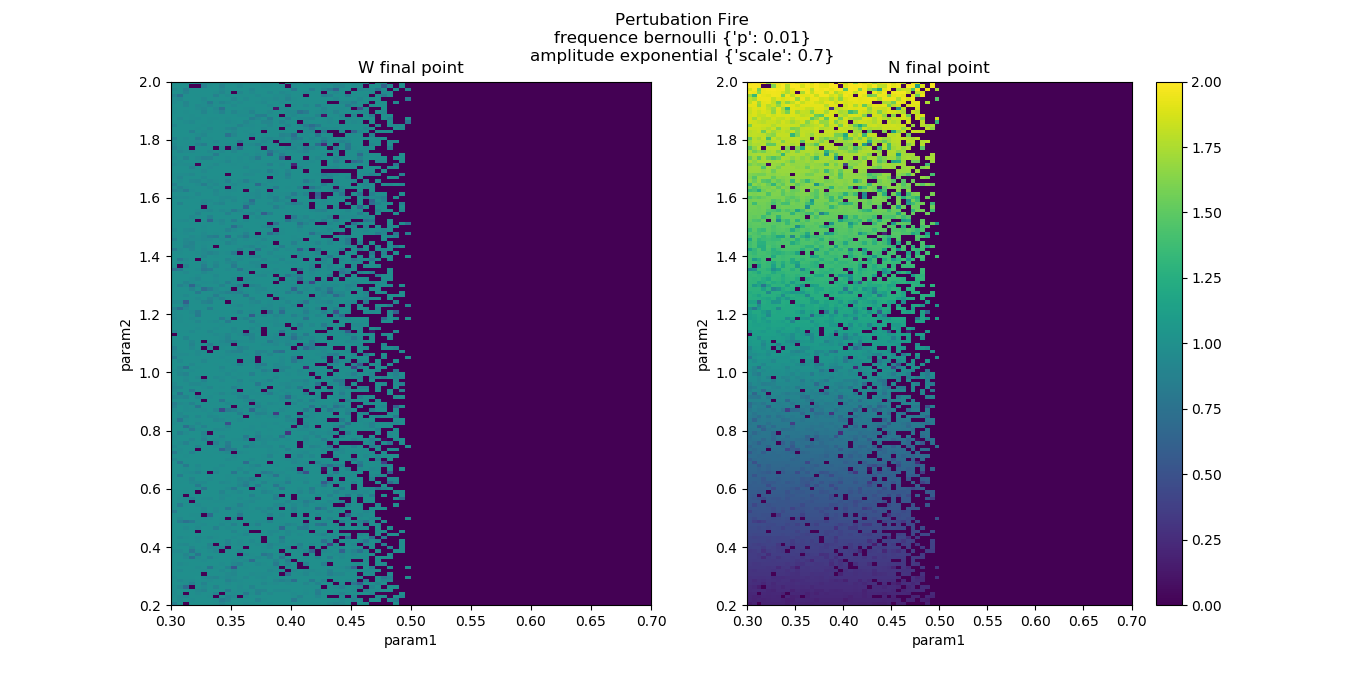 Pertubation Fire
frequence bernoulli {'p': 0.01}
amplitude exponential {'scale': 0.7}
W final point
2.0
1.8
1.6
1.4
1.2
1.0
0.8
0.6
0.4
0.2
param2
0.30 0.35 0.40 0.45 0.50 0.55 0.60 0.65 0.70
param1
N final point
2.0
1.8
1.6
1.4
1.2
1.0
0.8
0.6
0.4
0.2
param2
0.30 0.35 0.40 0.45 0.50 0.55 0.60 0.65 0.70
param1
2.00
1.75
1.50
1.25
1.00
0.75
0.50
0.25
0.00